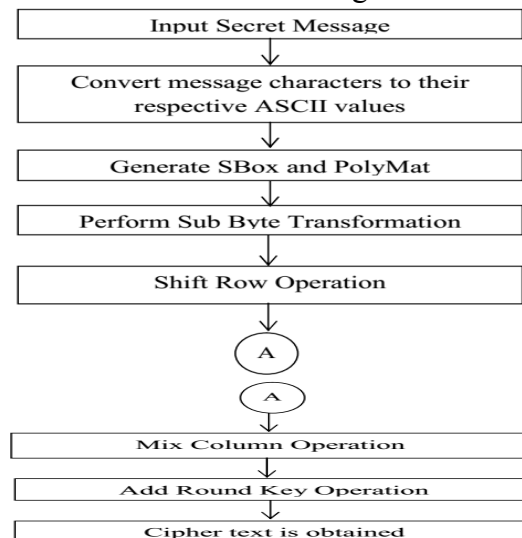 Input Secret Message
Convert message characters to their
respective ASCII values
Generate SBox and PolyMat
Perform Sub Byte Transformation
Shift Row Operation
A
A
Mix Column Operation
Add Round Key Operation
Cipher text is obtained